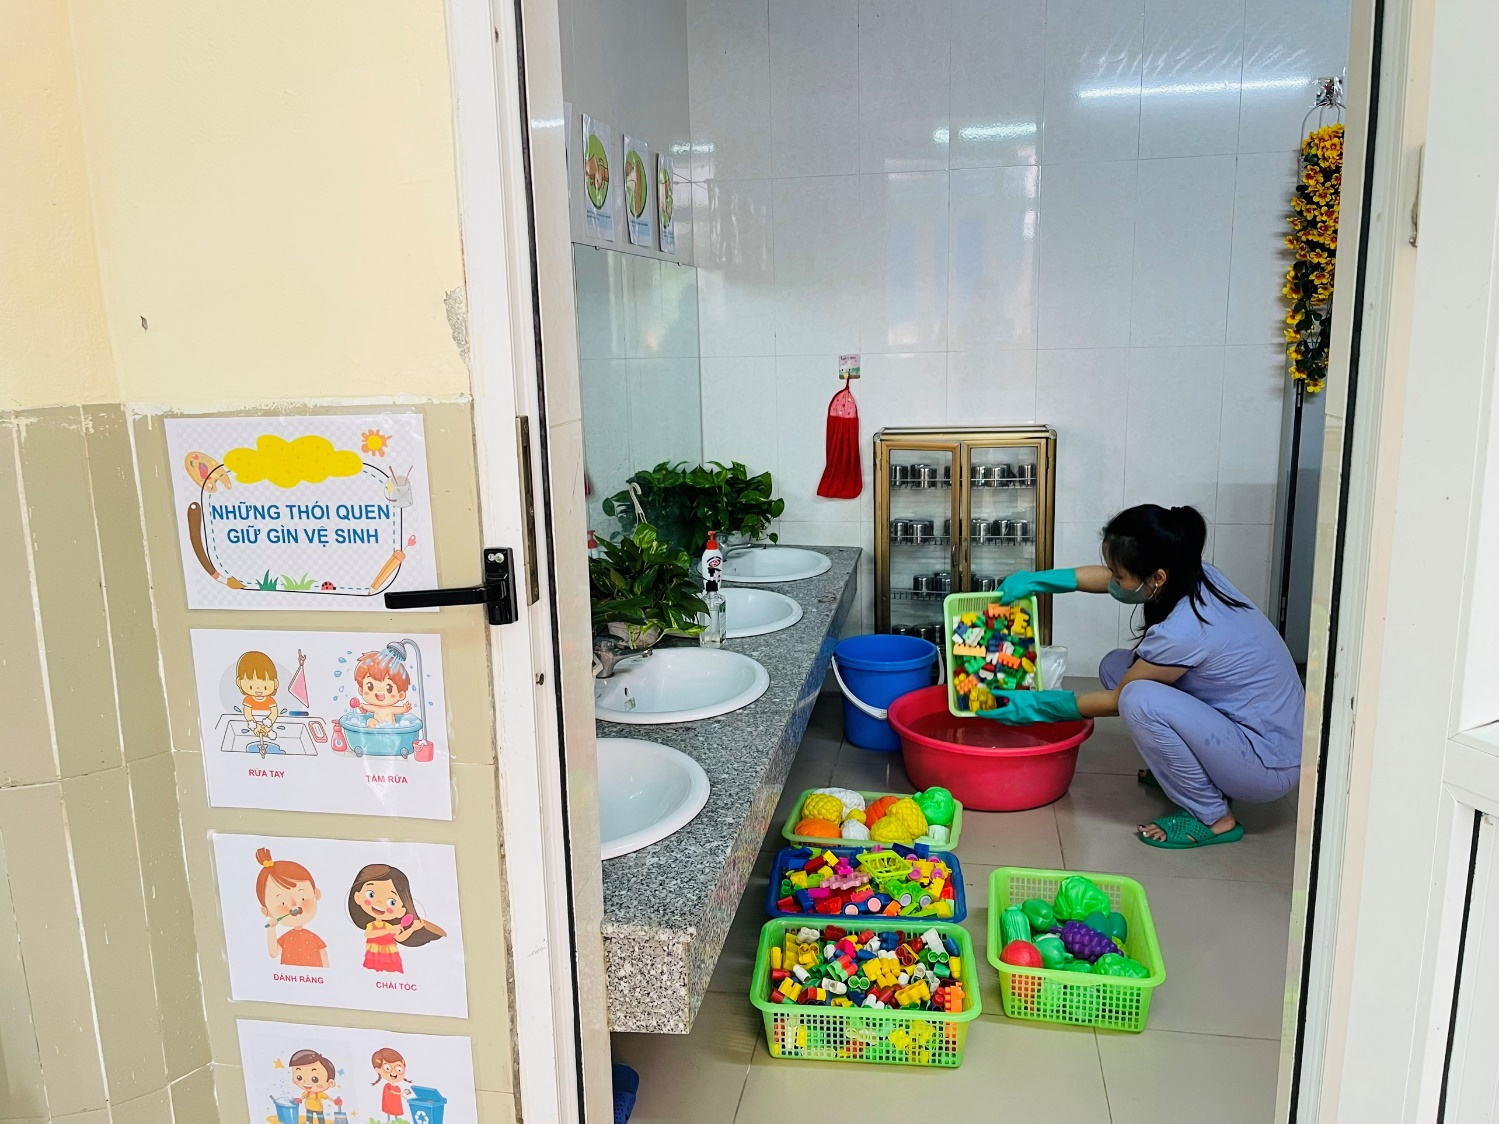 NHỮNG THÓI QUEN
GIỮ GÌN VỆ SINH
RỬA TAY
TẮM RỬA
ĐÁNH RĂNG
CHẢI TÓC